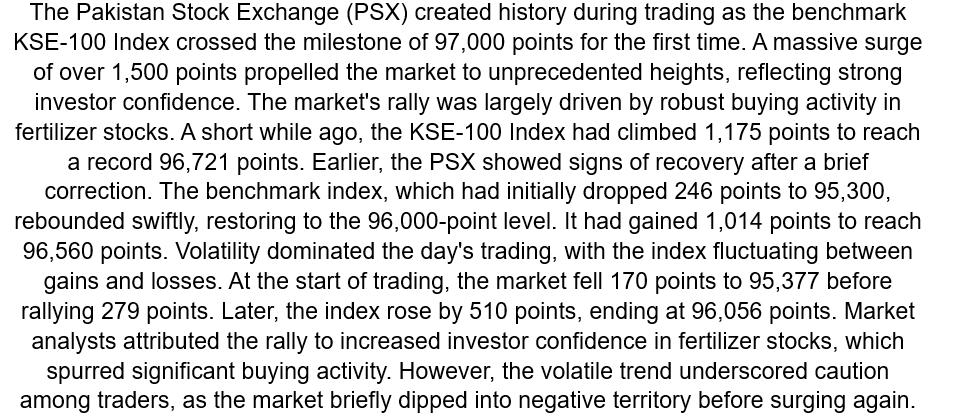 The Pakistan Stock Exchange (PSX) created history during trading as the benchmark
KSE-100 Index crossed the milestone of 97,000 points for the first time. A massive surge
of over 1,500 points propelled the market to unprecedented heights, reflecting strong
investor confidence. The market's rally was largely driven by robust buying activity in
fertilizer stocks. A short while ago, the KSE-100 Index had climbed 1,175 points to reach
a record 96,721 points. Earlier, the PSX showed signs of recovery after a brief
correction. The benchmark index, which had initially dropped 246 points to 95,300,
rebounded swiftly, restoring to the 96,000-point level. It had gained 1,014 points to reach
96,560 points. Volatility dominated the day's trading, with the index fluctuating between
gains and losses. At the start of trading, the market fell 170 points to 95,377 before
rallying 279 points. Later, the index rose by 510 points, ending at 96,056 points. Market
analysts attributed the rally to increased investor confidence in fertilizer stocks, which
spurred significant buying activity. However, the volatile trend underscored caution
among traders, as the market briefly dipped into negative territory before surging again.